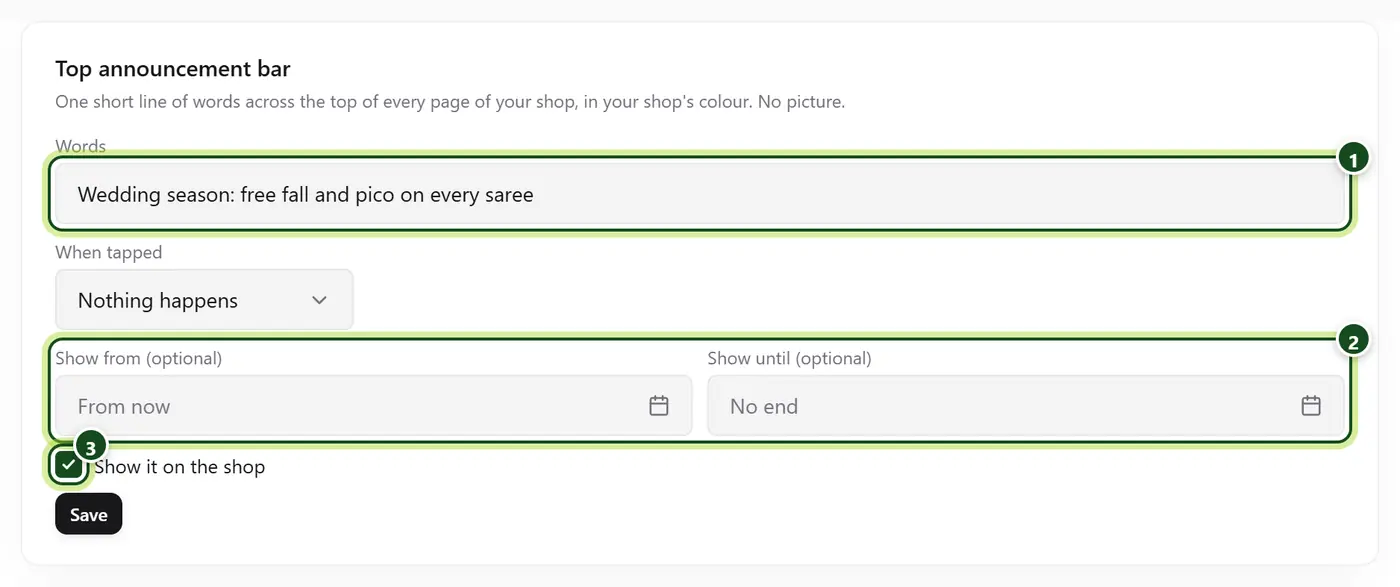 Top announcement bar
One short line of words across the top of every page of your shop, in your shop's colour. No picture.
Words
1
Wedding season: free fall and pico on every saree
When tapped
Nothing happens
2
Show from (optional) Show until (optional)
From now No end
3
Show it on the shop
Save